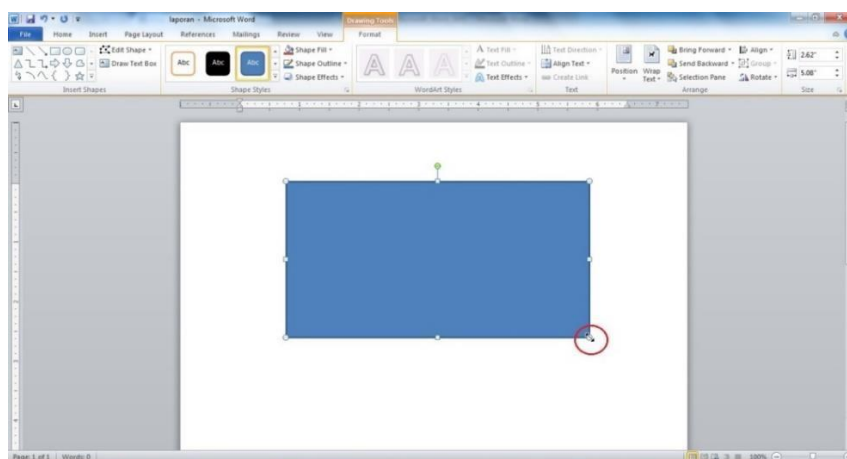 laporan - Microsoft Word
Drawing Tools
File Home Insert Page Layout References Mailings Review View Format
Edit Shape
Draw Text Box
Insert Shapes
Abc Abc Abc
Shape Fill
Shape Outline
Shape Effects
Shape Styles
A A A
Text Fill
Text Outline
Text Effects
WordArt Styles
Text Direction
Align Text
Create Link
Text
Position
Wrap Text
Bring Forward
Send Backward
Selection Pane
Align
Group
Rotate
Arrange
2.62"
5.08"
Size
Page: 1 of 1 Words: 0
100%